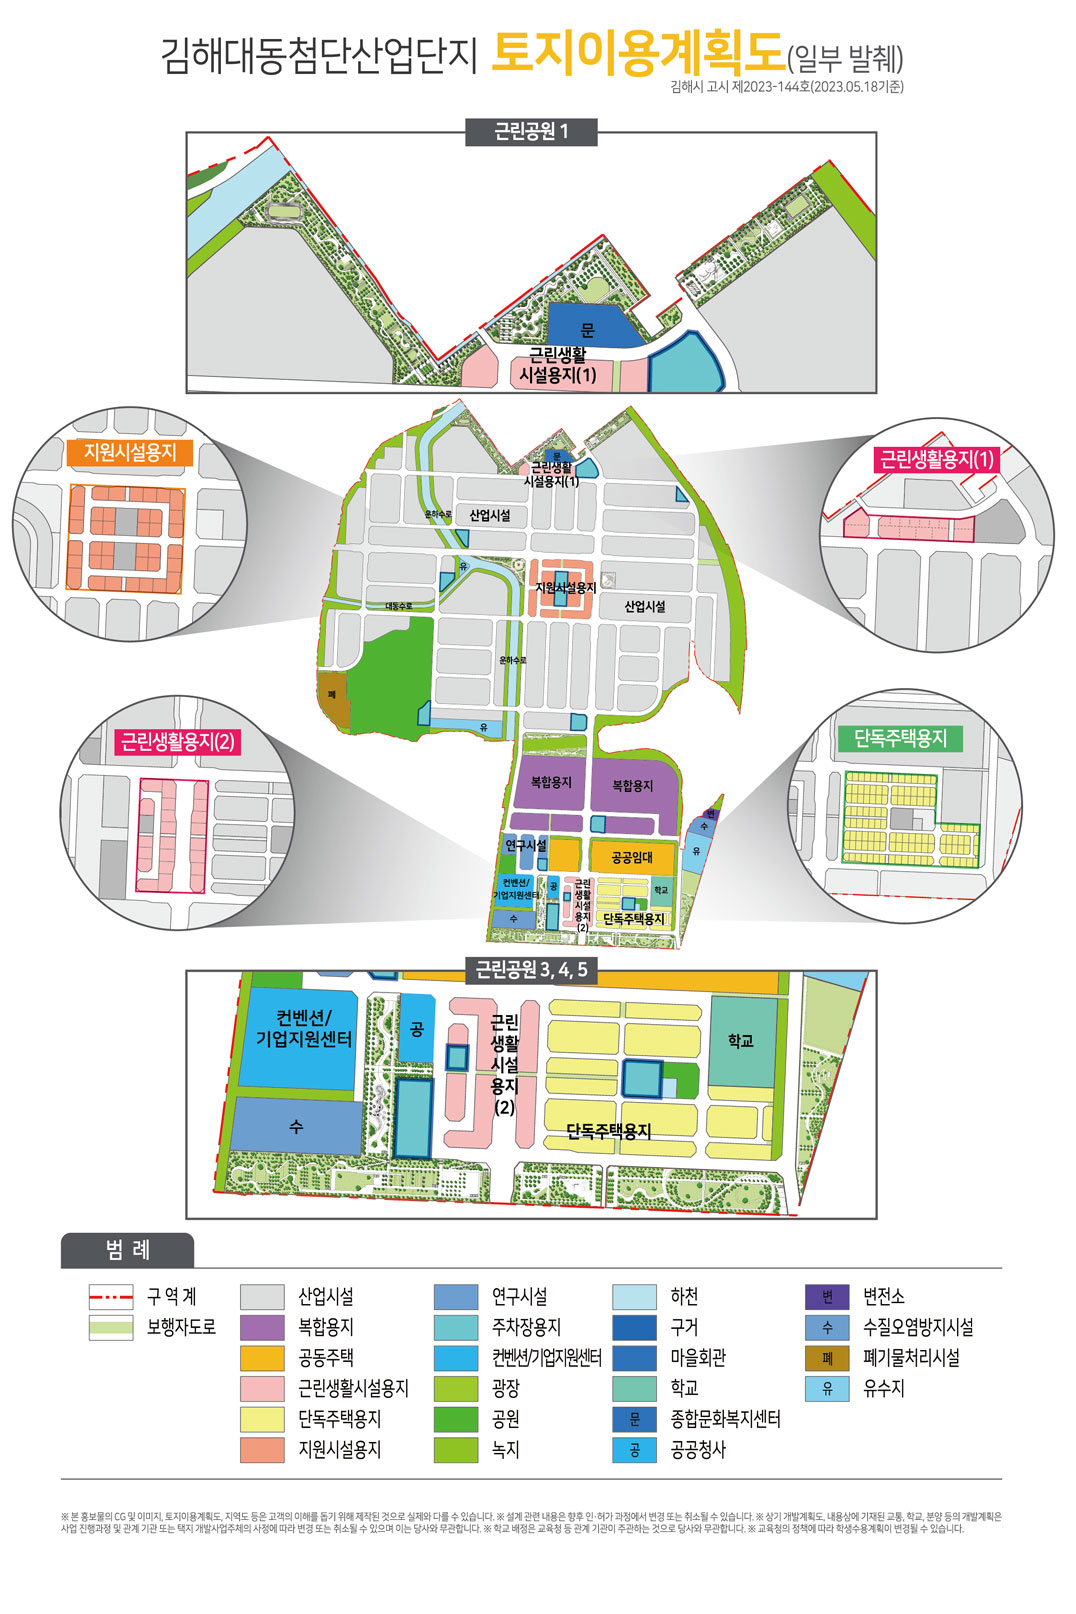 김해대동첨단산업단지 토지이용계획도(일부 발췌)
김해시 고시 제2023-144호(2023.05.18기준)
근린공원 1
문
근린생활
시설용지(1)
지원시설용지
근린생활용지(1)
문
근린생활
시설용지(1)
운하수로
산업시설
유
지원시설용지
대동수로
산업시설
운하수로
폐
유
근린생활용지(2)
단독주택용지
복합용지
복합용지
변
수
유
연구시설
공공임대
컨벤션/
기업지원센터
공
근린
생활
시설
용지
(2)
학교
수
단독주택용지
근린공원 3, 4, 5
컨벤션/
기업지원센터
공
근린
생활
시설
용지
(2)
학교
수
단독주택용지
범 례
구 역 계
보행자도로
산업시설
복합용지
공동주택
근린생활시설용지
단독주택용지
지원시설용지
연구시설
주차장용지
컨벤션/기업지원센터
광장
공원
녹지
하천
구거
마을회관
학교
문 종합문화복지센터
공 공공청사
변 변전소
수 수질오염방지시설
폐 폐기물처리시설
유 유수지
※ 본 홍보물의 CG 및 이미지, 토지이용계획도, 지역도 등은 고객의 이해를 돕기 위해 제작된 것으로 실제와 다를 수 있습니다. ※ 설계 관련 내용은 향후 인·허가 과정에서 변경 또는 취소될 수 있습니다. ※ 상기 개발계획도, 내용상에 기재된 교통, 학교, 분양 등의 개발계획은
사업 진행과정 및 관계 기관 또는 택지 개발사업주체의 사정에 따라 변경 또는 취소될 수 있으며 이는 당사와 무관합니다. ※ 학교 배정은 교육청 등 관계 기관이 주관하는 것으로 당사와 무관합니다. ※ 교육청의 정책에 따라 학생수용계획이 변경될 수 있습니다.